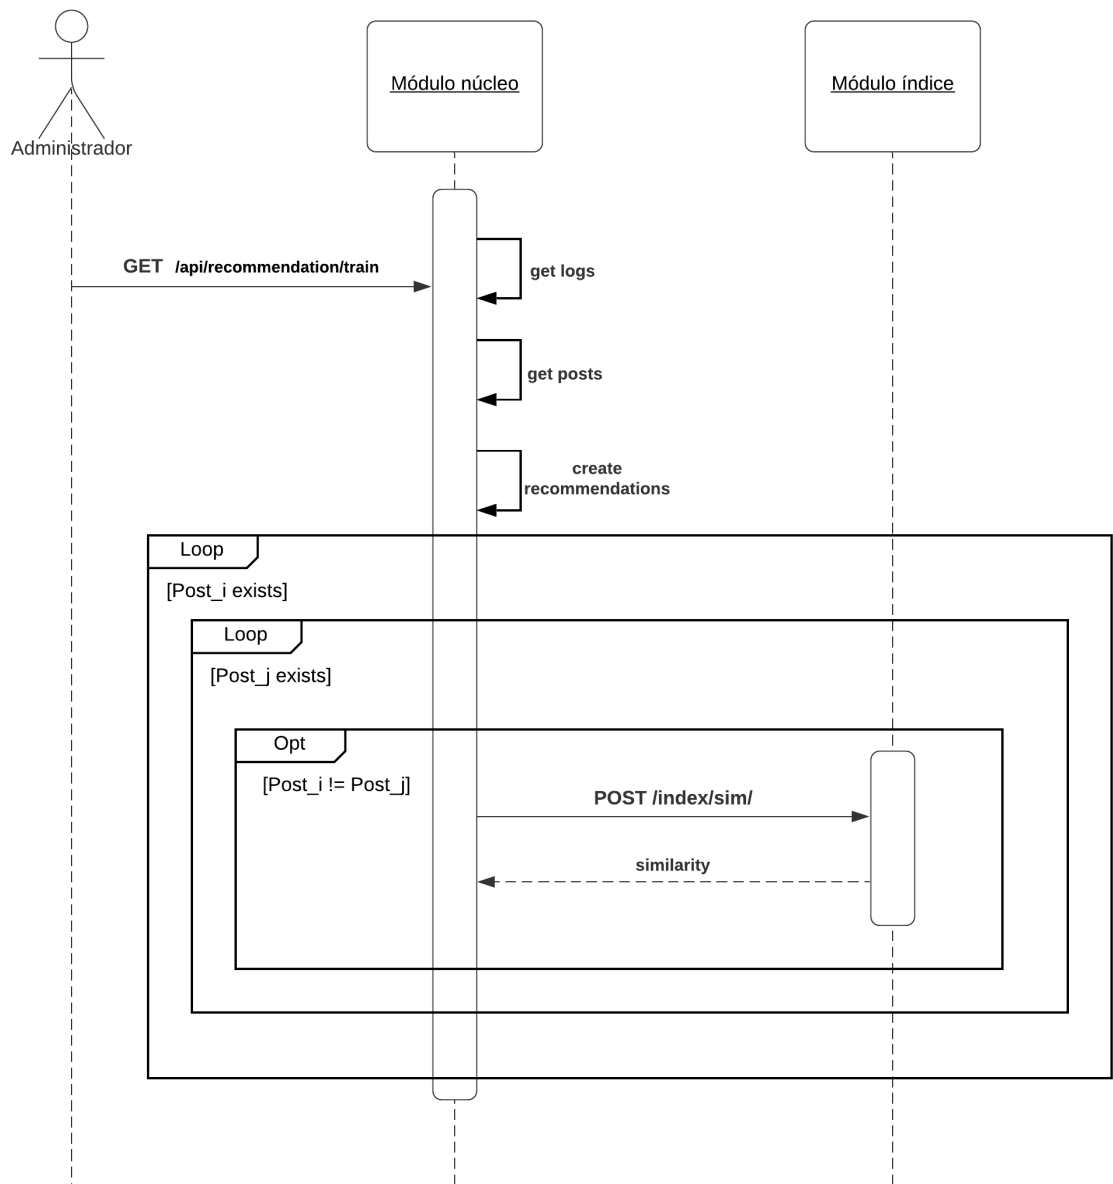 Administrador
Módulo núcleo
Módulo índice
GET /api/recommendation/train
get logs
get posts
create
recommendations
Loop
[Post_i exists]
Loop
[Post_j exists]
Opt
[Post_i != Post_j]
POST /index/sim/
similarity